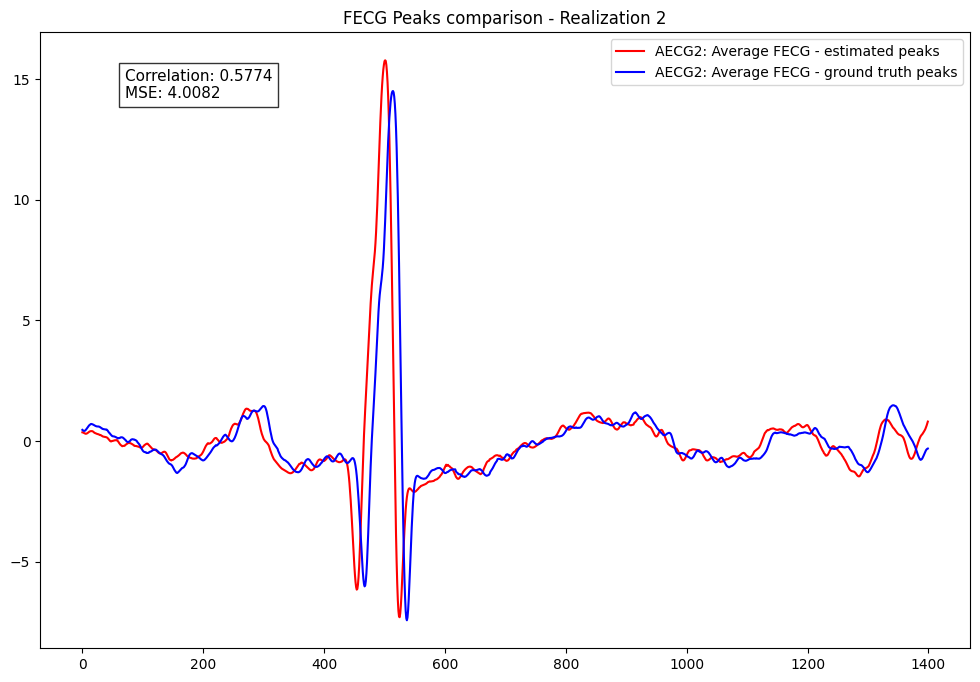 FECG Peaks comparison - Realization 2
AECG2: Average FECG - estimated peaks
AECG2: Average FECG - ground truth peaks
Correlation: 0.5774
MSE: 4.0082
15
10
5
0
−5
0 200 400 600 800 1000 1200 1400